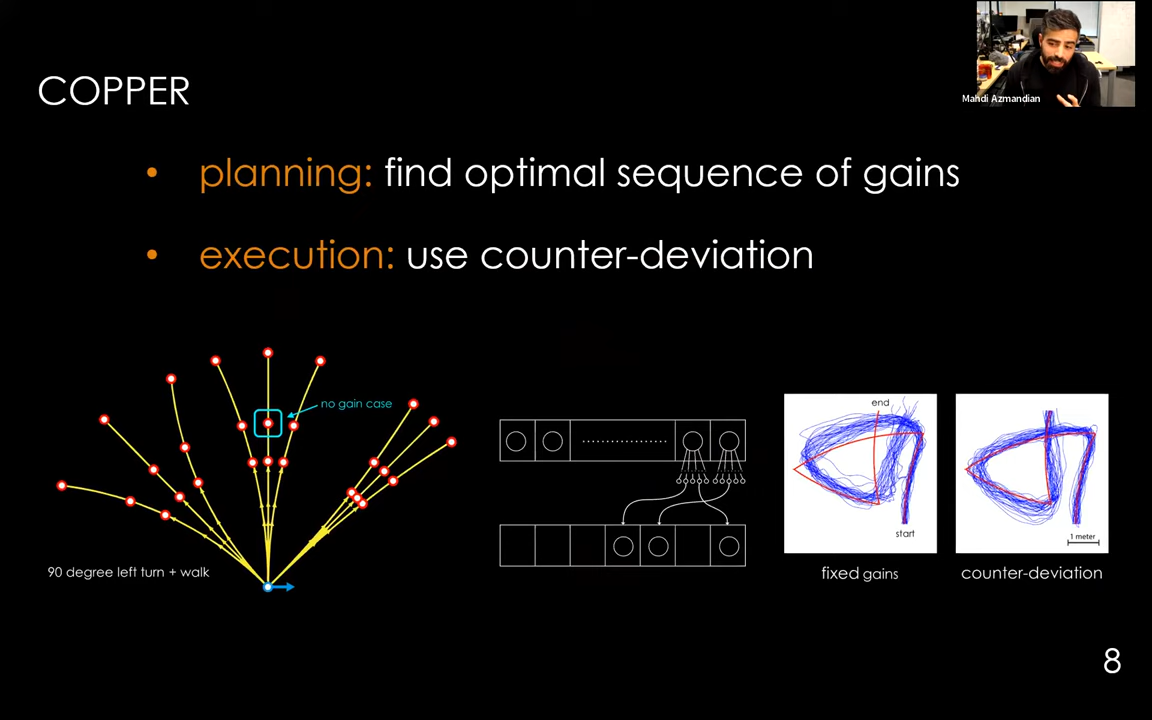 Mahdi Azmandian
COPPER
• planning: find optimal sequence of gains
• execution: use counter-deviation
no gain case
90 degree left turn + walk
end
start
fixed gains
1 meter
counter-deviation
8